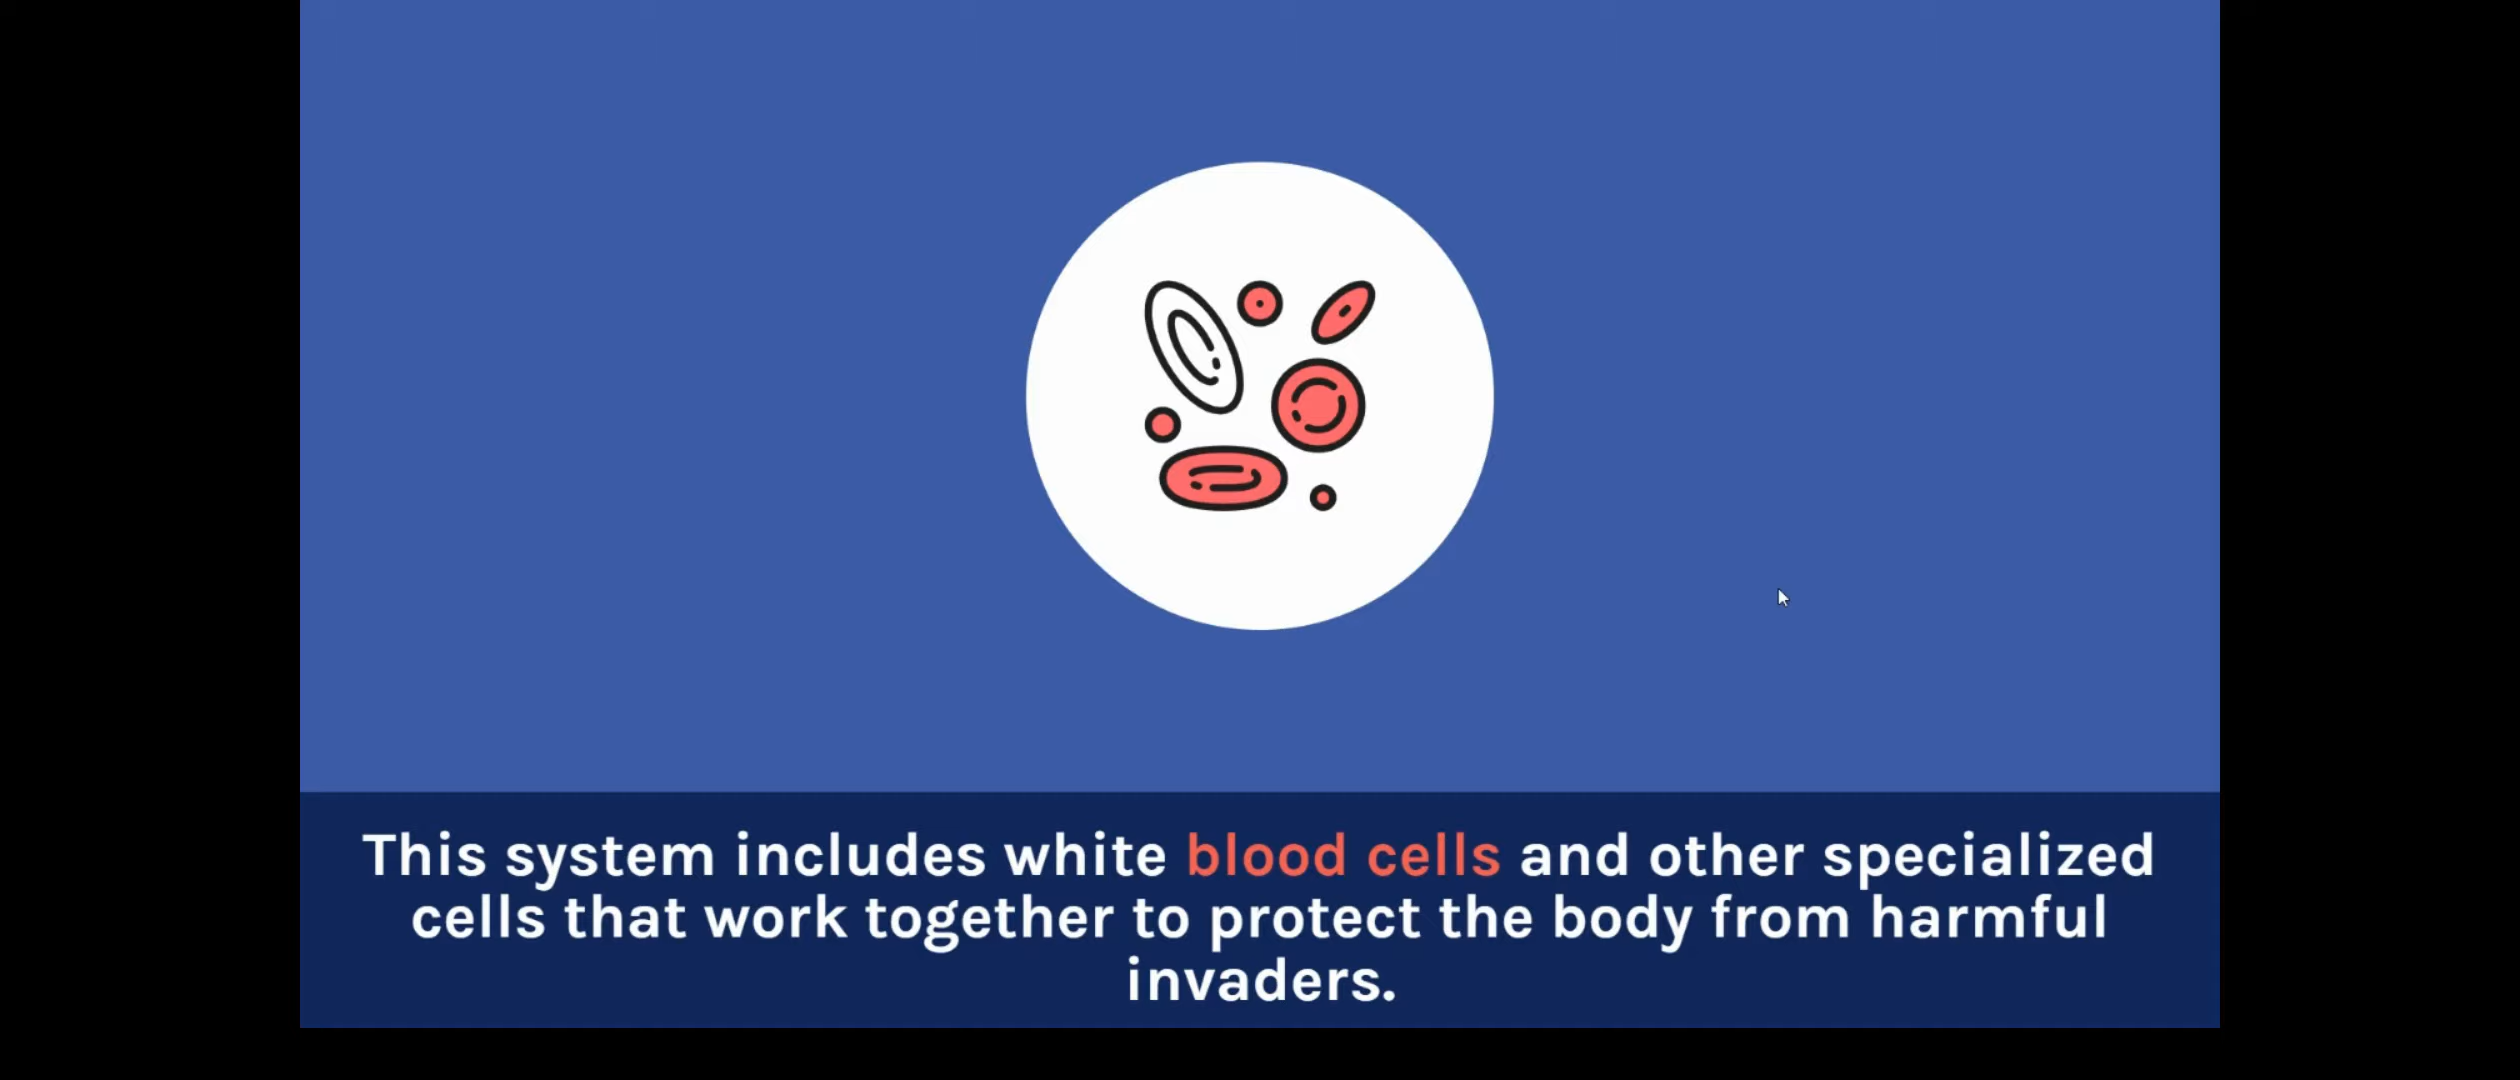 This system includes white blood cells and other specialized
cells that work together to protect the body from harmful
invaders.